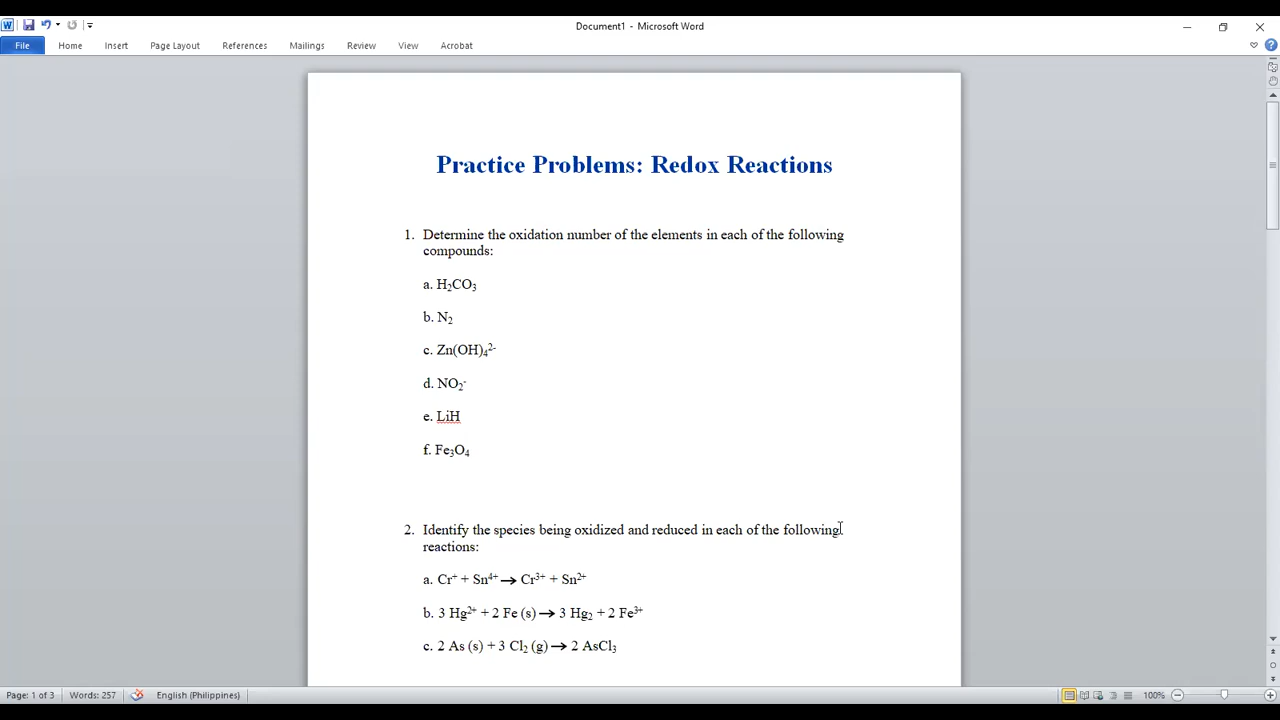 Document1 - Microsoft Word
File Home Insert Page Layout References Mailings Review View Acrobat
Practice Problems: Redox Reactions
1. Determine the oxidation number of the elements in each of the following
compounds:
a. H₂CO₃
b. N₂
c. Zn(OH)₄²⁻
d. NO₂⁻
e. LiH
f. Fe₃O₄
2. Identify the species being oxidized and reduced in each of the following
reactions:
a. Cr⁺ + Sn⁴⁺ → Cr³⁺ + Sn²⁺
b. 3 Hg²⁺ + 2 Fe (s) → 3 Hg₂ + 2 Fe³⁺
c. 2 As (s) + 3 Cl₂ (g) → 2 AsCl₃
Page: 1 of 3 Words: 257 English (Philippines) 100%